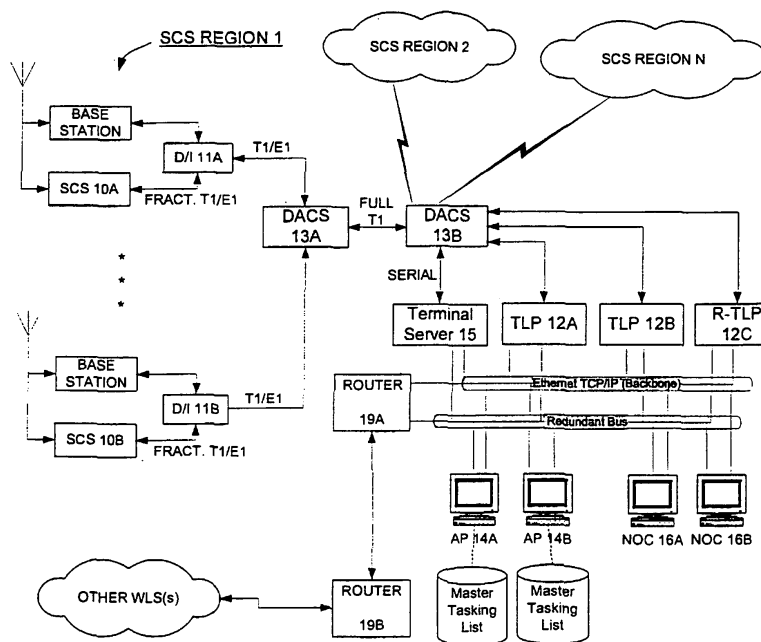 SCS REGION 1
SCS REGION 2
SCS REGION N
BASE
STATION
D/I 11A
T1/E1
SCS 10A
FRACT. T1/E1
DACS
13A
FULL
T1
DACS
13B
SERIAL
* 
*
*
Terminal
Server 15
TLP 12A
TLP 12B
R-TLP
12C
BASE
STATION
D/I 11B
T1/E1
SCS 10B
FRACT. T1/E1
ROUTER
19A
Ethernet TCP/IP (Backbone)
Redundant Bus
AP 14A
AP 14B
NOC 16A
NOC 16B
OTHER WLS(s)
ROUTER
19B
Master
Tasking
List
Master
Tasking
List